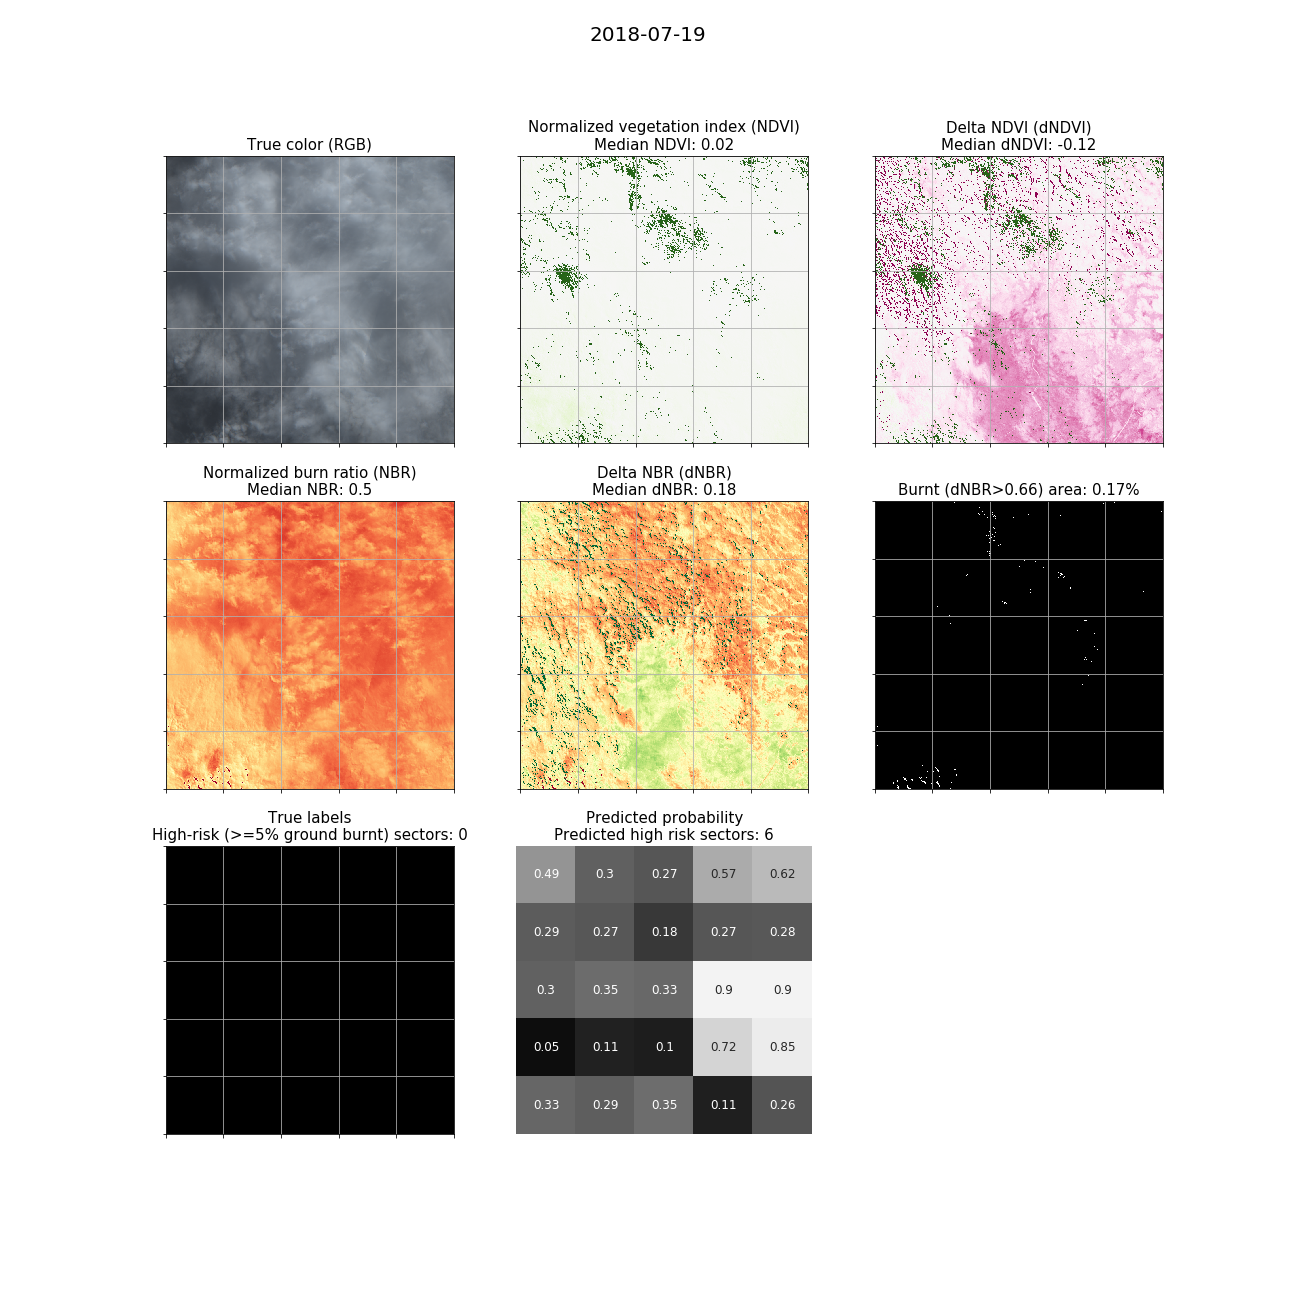 2018-07-19
True color (RGB)
Normalized vegetation index (NDVI)
Median NDVI: 0.02
Delta NDVI (dNDVI)
Median dNDVI: -0.12
Normalized burn ratio (NBR)
Median NBR: 0.5
Delta NBR (dNBR)
Median dNBR: 0.18
Burnt (dNBR>0.66) area: 0.17%
True labels
High-risk (>=5% ground burnt) sectors: 0
Predicted probability
Predicted high risk sectors: 6
0.49 0.3 0.27 0.57 0.62
0.29 0.27 0.18 0.27 0.28
0.3 0.35 0.33 0.9 0.9
0.05 0.11 0.1 0.72 0.85
0.33 0.29 0.35 0.11 0.26